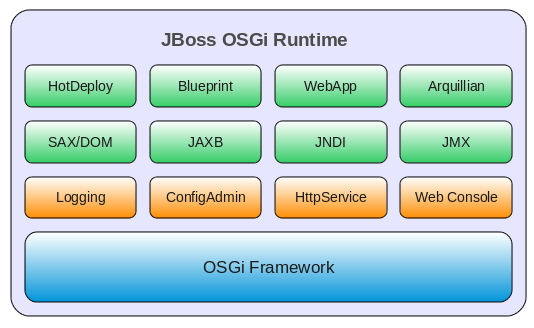 JBoss OSGi Runtime
HotDeploy Blueprint WebApp Arquillian
SAX/DOM JAXB JNDI JMX
Logging ConfigAdmin HttpService Web Console
OSGi Framework